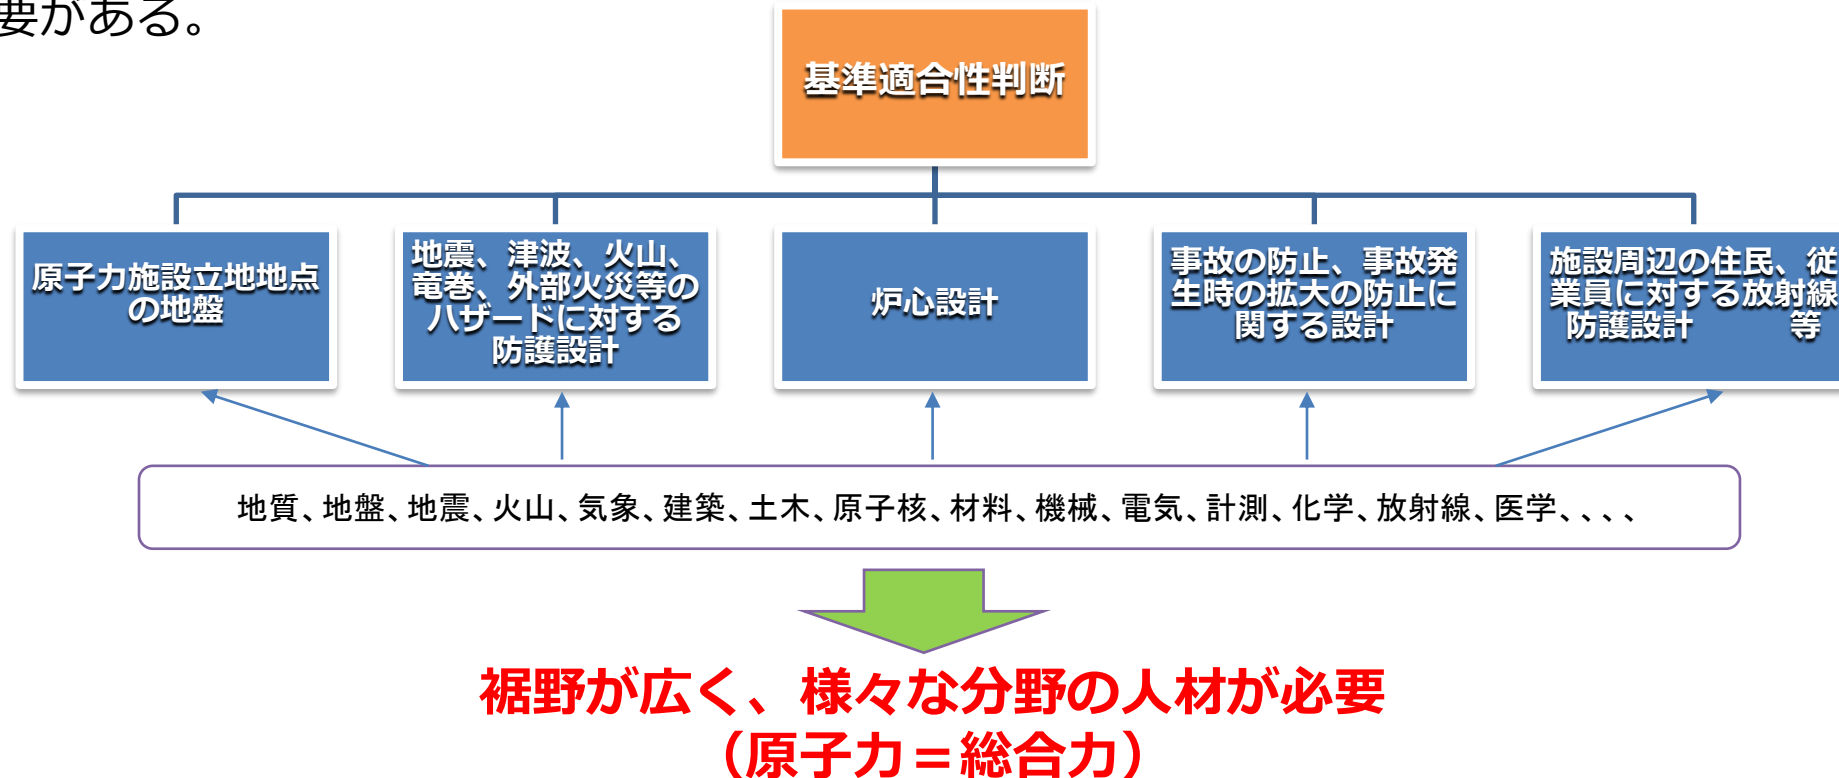 要がある。
基準適合性判断
原子力施設立地地点
の地盤
地震、津波、火山、
竜巻、外部火災等の
ハザードに対する
防護設計
炉心設計
事故の防止、事故発
生時の拡大の防止に
関する設計
施設周辺の住民、従
業員に対する放射線
防護設計　　　等
地質、地盤、地震、火山、気象、建築、土木、原子核、材料、機械、電気、計測、化学、放射線、医学、、、、
裾野が広く、様々な分野の人材が必要
（原子力＝総合力）